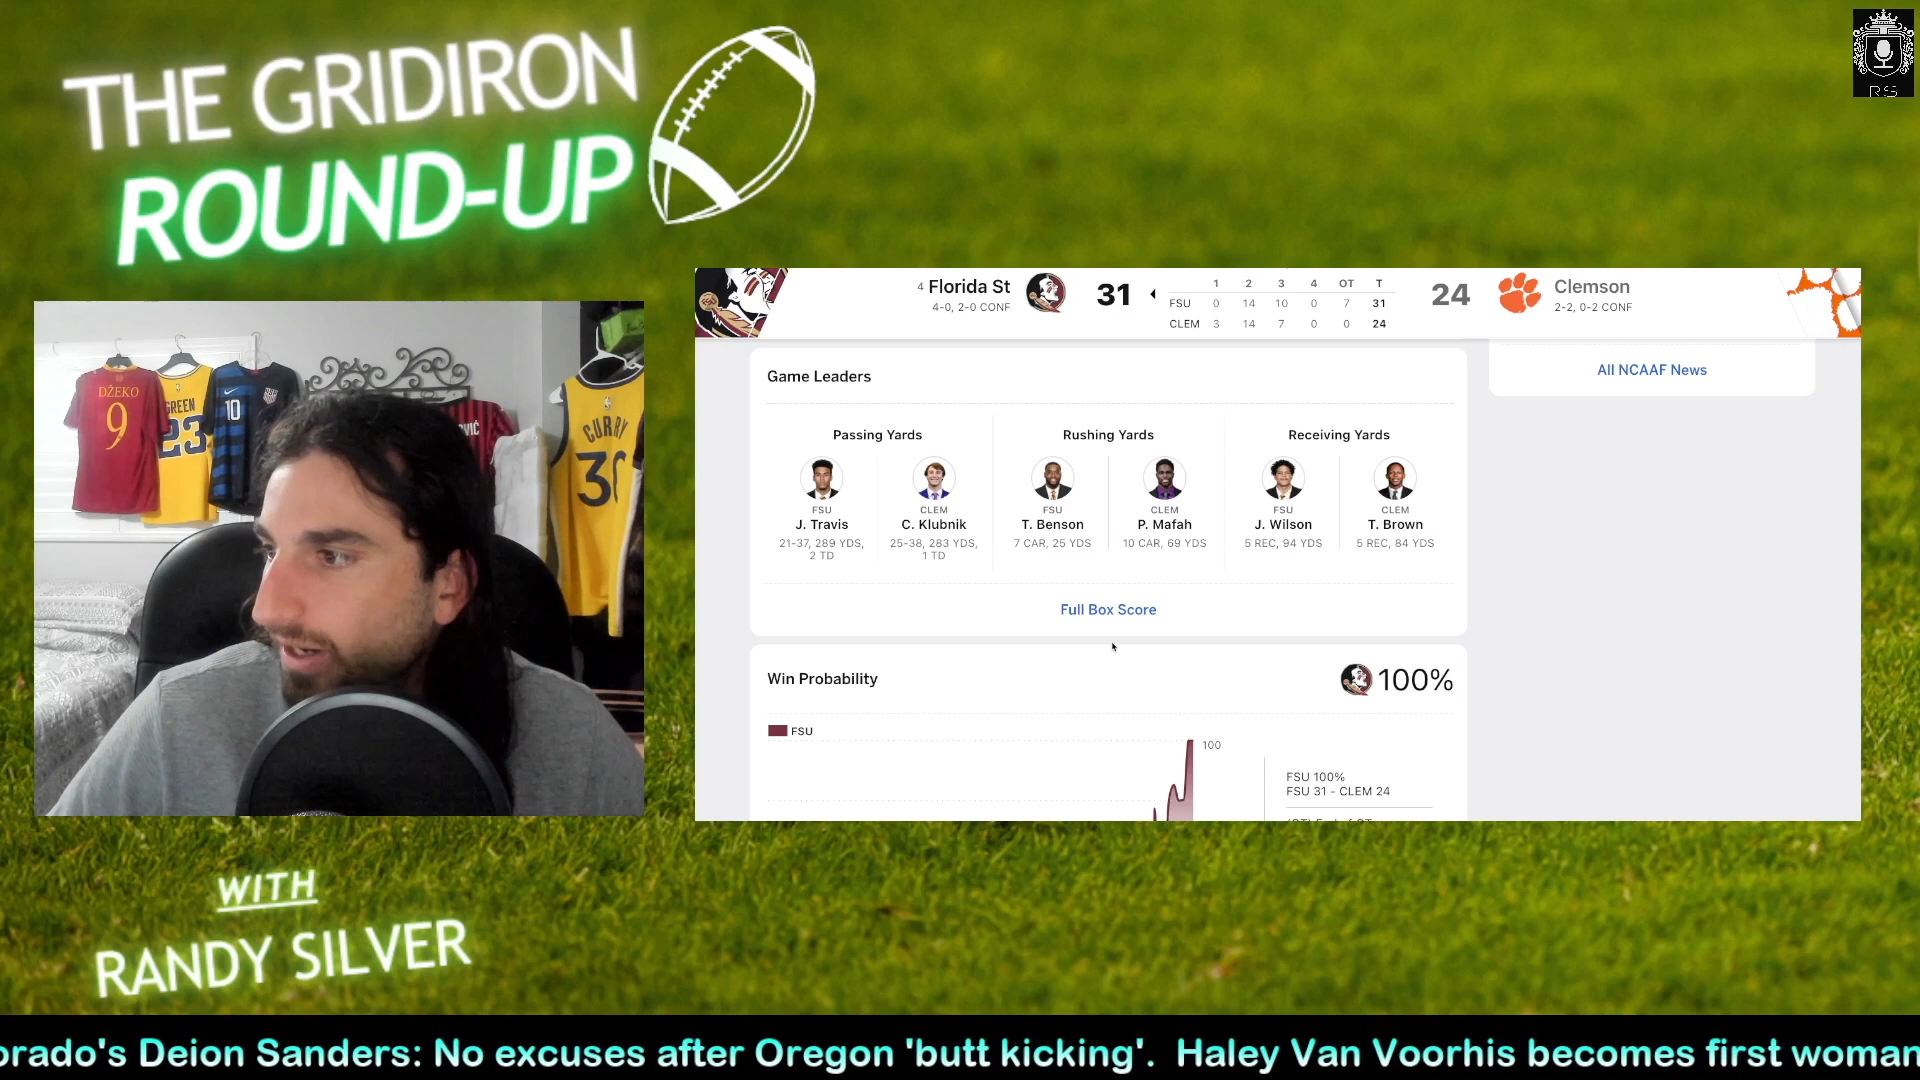 THE GRIDIRON
ROUND-UP
RS
DŽEKO
9
GREEN
23
10
VIĆ
CURRY
30
4 Florida St
4-0, 2-0 CONF
31
1 2 3 4 OT T
FSU 0 14 10 0 7 31
CLEM 3 14 7 0 0 24
24
Clemson
2-2, 0-2 CONF
All NCAAF News
Game Leaders
Passing Yards Rushing Yards Receiving Yards
FSU CLEM FSU CLEM FSU CLEM
J. Travis C. Klubnik T. Benson P. Mafah J. Wilson T. Brown
21-37, 289 YDS, 25-38, 283 YDS, 7 CAR, 25 YDS 10 CAR, 69 YDS 5 REC, 94 YDS 5 REC, 84 YDS
2 TD 1 TD
Full Box Score
Win Probability
100%
FSU
100
FSU 100%
FSU 31 - CLEM 24
WITH
RANDY SILVER
orado's Deion Sanders: No excuses after Oregon 'butt kicking'. Haley Van Voorhis becomes first woman